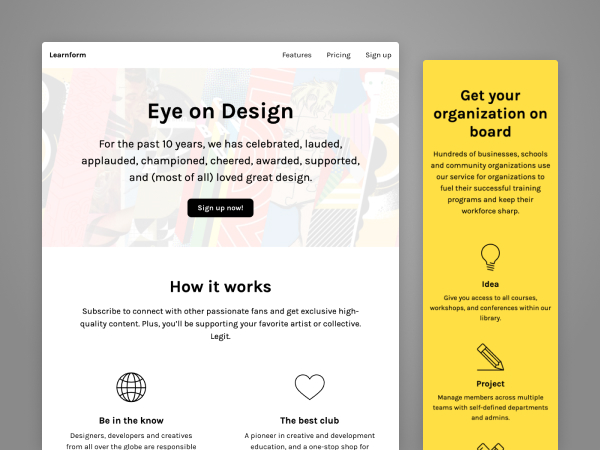 Learnform
Features Pricing Sign up
Eye on Design
For the past 10 years, we has celebrated, lauded,
applauded, championed, cheered, awarded, supported,
and (most of all) loved great design.
Sign up now!
How it works
Subscribe to connect with other passionate fans and get exclusive high-
quality content. Plus, you'll be supporting your favorite artist or collective.
Legit.
Be in the know
Designers, developers and creatives
from all over the globe are responsible
The best club
A pioneer in creative and development
education, and a one-stop shop for
Get your
organization on
board
Hundreds of businesses, schools
and community organizations use
our service for organizations to
fuel their successful training
programs and keep their
workforce sharp.
Idea
Give you access to all courses,
workshops, and conferences within our
library.
Project
Manage members across multiple
teams with self-defined departments
and admins.